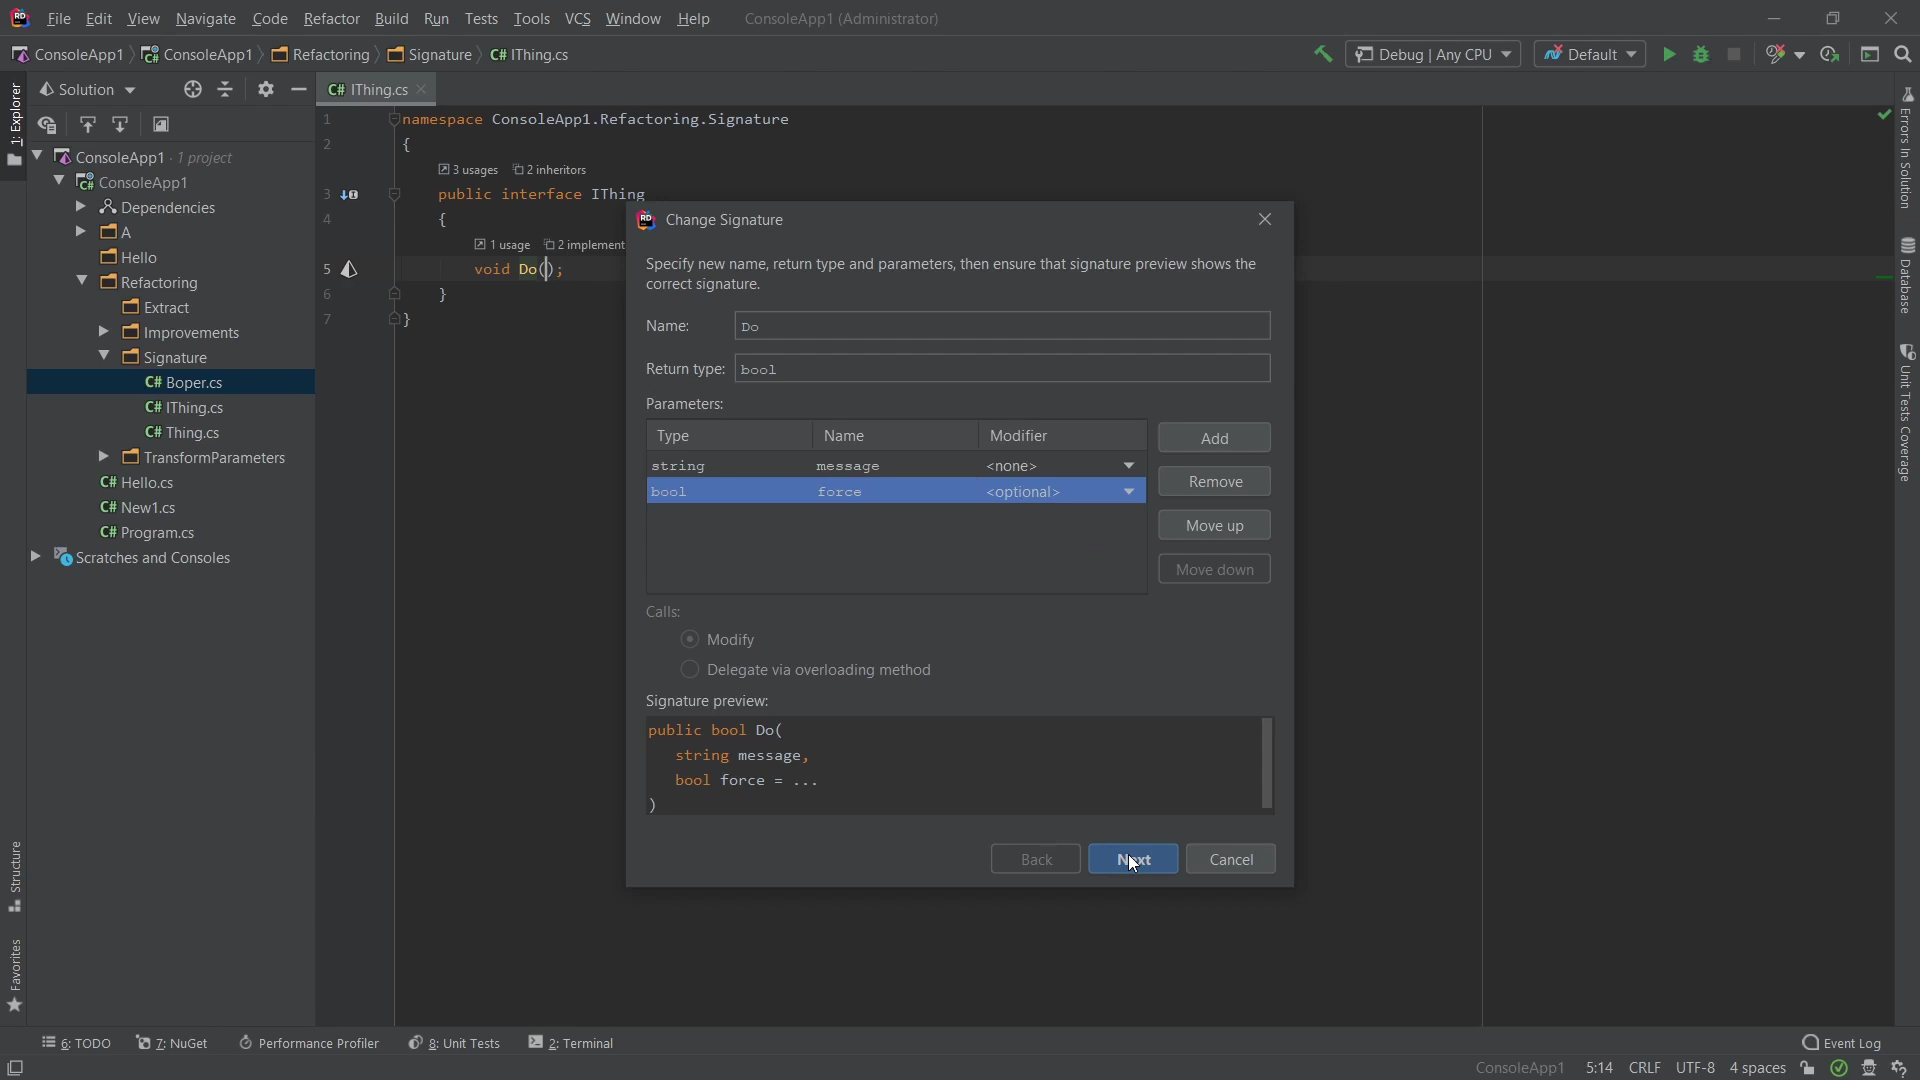 File Edit View Navigate Code Refactor Build Run Tests Tools VCS Window Help ConsoleApp1 (Administrator)
ConsoleApp1 ConsoleApp1 Refactoring Signature C# IThing.cs Debug | Any CPU Default
Solution
C# IThing.cs
1: Explorer
ConsoleApp1 · 1 project
ConsoleApp1
Dependencies
A
Hello
Refactoring
Extract
Improvements
Signature
C# Boper.cs
C# IThing.cs
C# Thing.cs
TransformParameters
C# Hello.cs
C# New1.cs
C# Program.cs
Scratches and Consoles
Structure
Favorites
1 namespace ConsoleApp1.Refactoring.Signature
2 {
3 usages 2 inheritors
3 public interface IThing
4 {
1 usage 2 implement
5 void Do();
6 }
7 }
Change Signature
Specify new name, return type and parameters, then ensure that signature preview shows the
correct signature.
Name: Do
Return type: bool
Parameters:
Type Name Modifier
string message <none>
bool force <optional>
Add
Remove
Move up
Move down
Calls:
Modify
Delegate via overloading method
Signature preview:
public bool Do(
string message,
bool force = ...
)
Back Next Cancel
Errors In Solution
Database
Unit Tests Coverage
6: TODO 7: NuGet Performance Profiler 8: Unit Tests 2: Terminal Event Log
ConsoleApp1 5:14 CRLF UTF-8 4 spaces